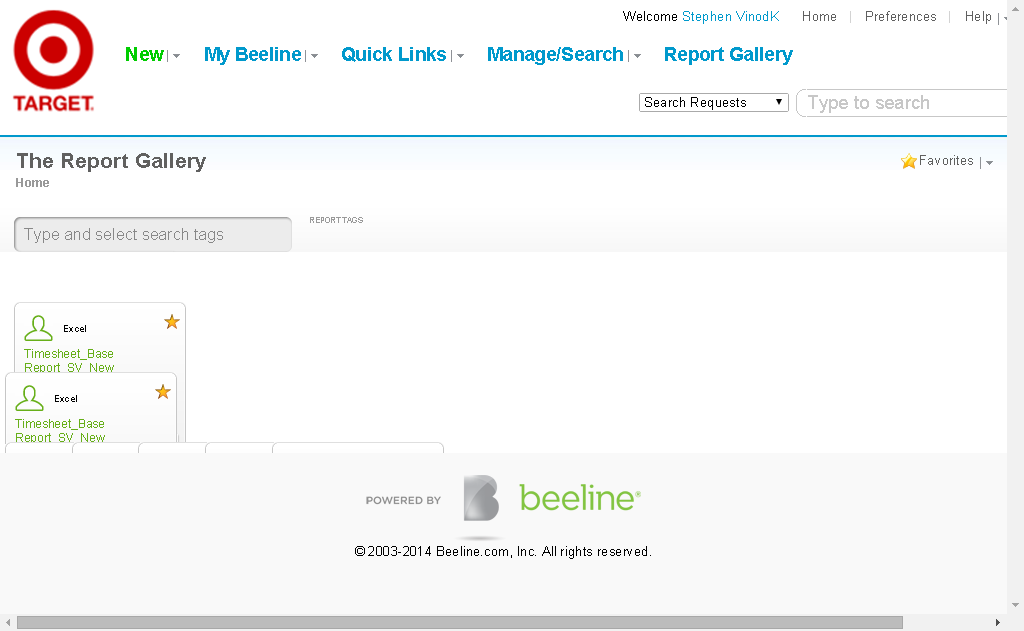 Welcome Stephen VinodK Home Preferences Help
New My Beeline Quick Links Manage/Search Report Gallery
TARGET.
Search Requests Type to search
The Report Gallery
Favorites
Home
REPORT TAGS
Type and select search tags
Excel
Timesheet_Base
Report_SV_New
Excel
Timesheet_Base
Report_SV_New
POWERED BY B beeline®
©2003-2014 Beeline.com, Inc. All rights reserved.